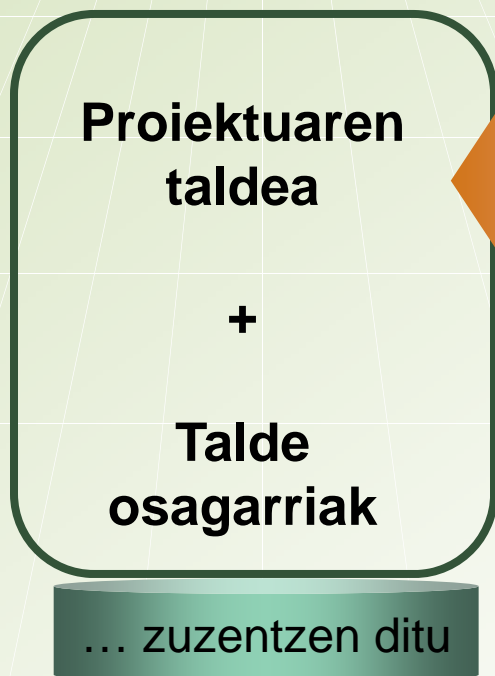 Proiektuaren
taldea
+
Talde
osagarriak
… zuzentzen ditu